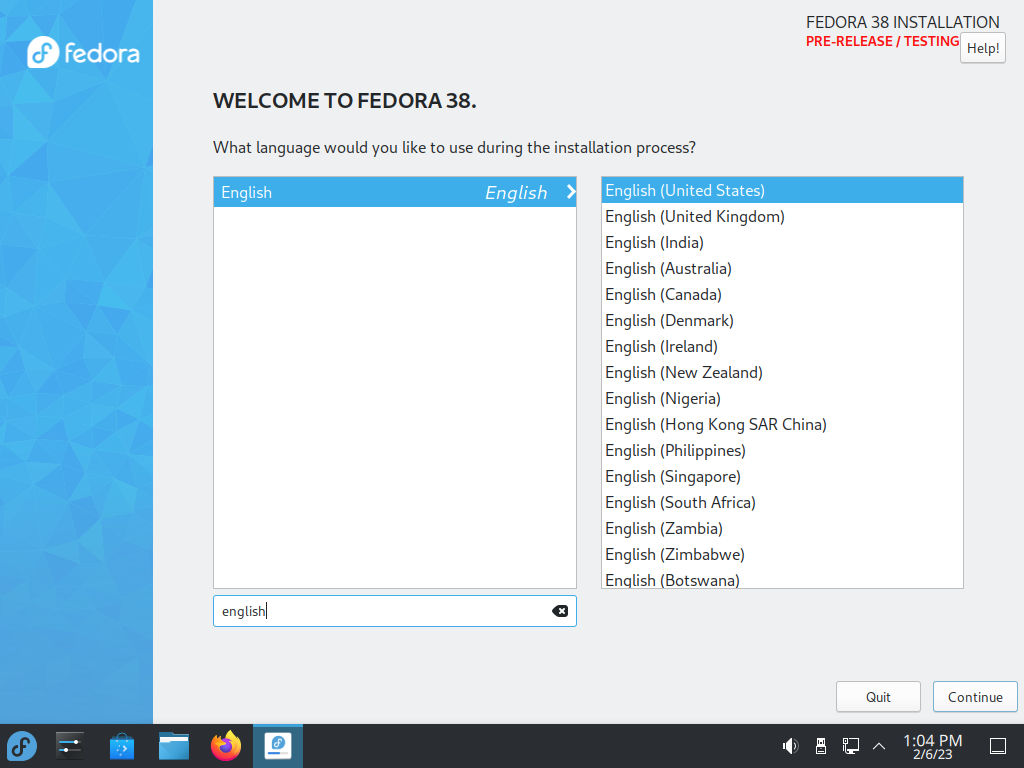 fedora
FEDORA 38 INSTALLATION
PRE-RELEASE / TESTING
Help!
WELCOME TO FEDORA 38.
What language would you like to use during the installation process?
English English
English (United States)
English (United Kingdom)
English (India)
English (Australia)
English (Canada)
English (Denmark)
English (Ireland)
English (New Zealand)
English (Nigeria)
English (Hong Kong SAR China)
English (Philippines)
English (Singapore)
English (South Africa)
English (Zambia)
English (Zimbabwe)
English (Botswana)
english
Quit Continue
1:04 PM
2/6/23